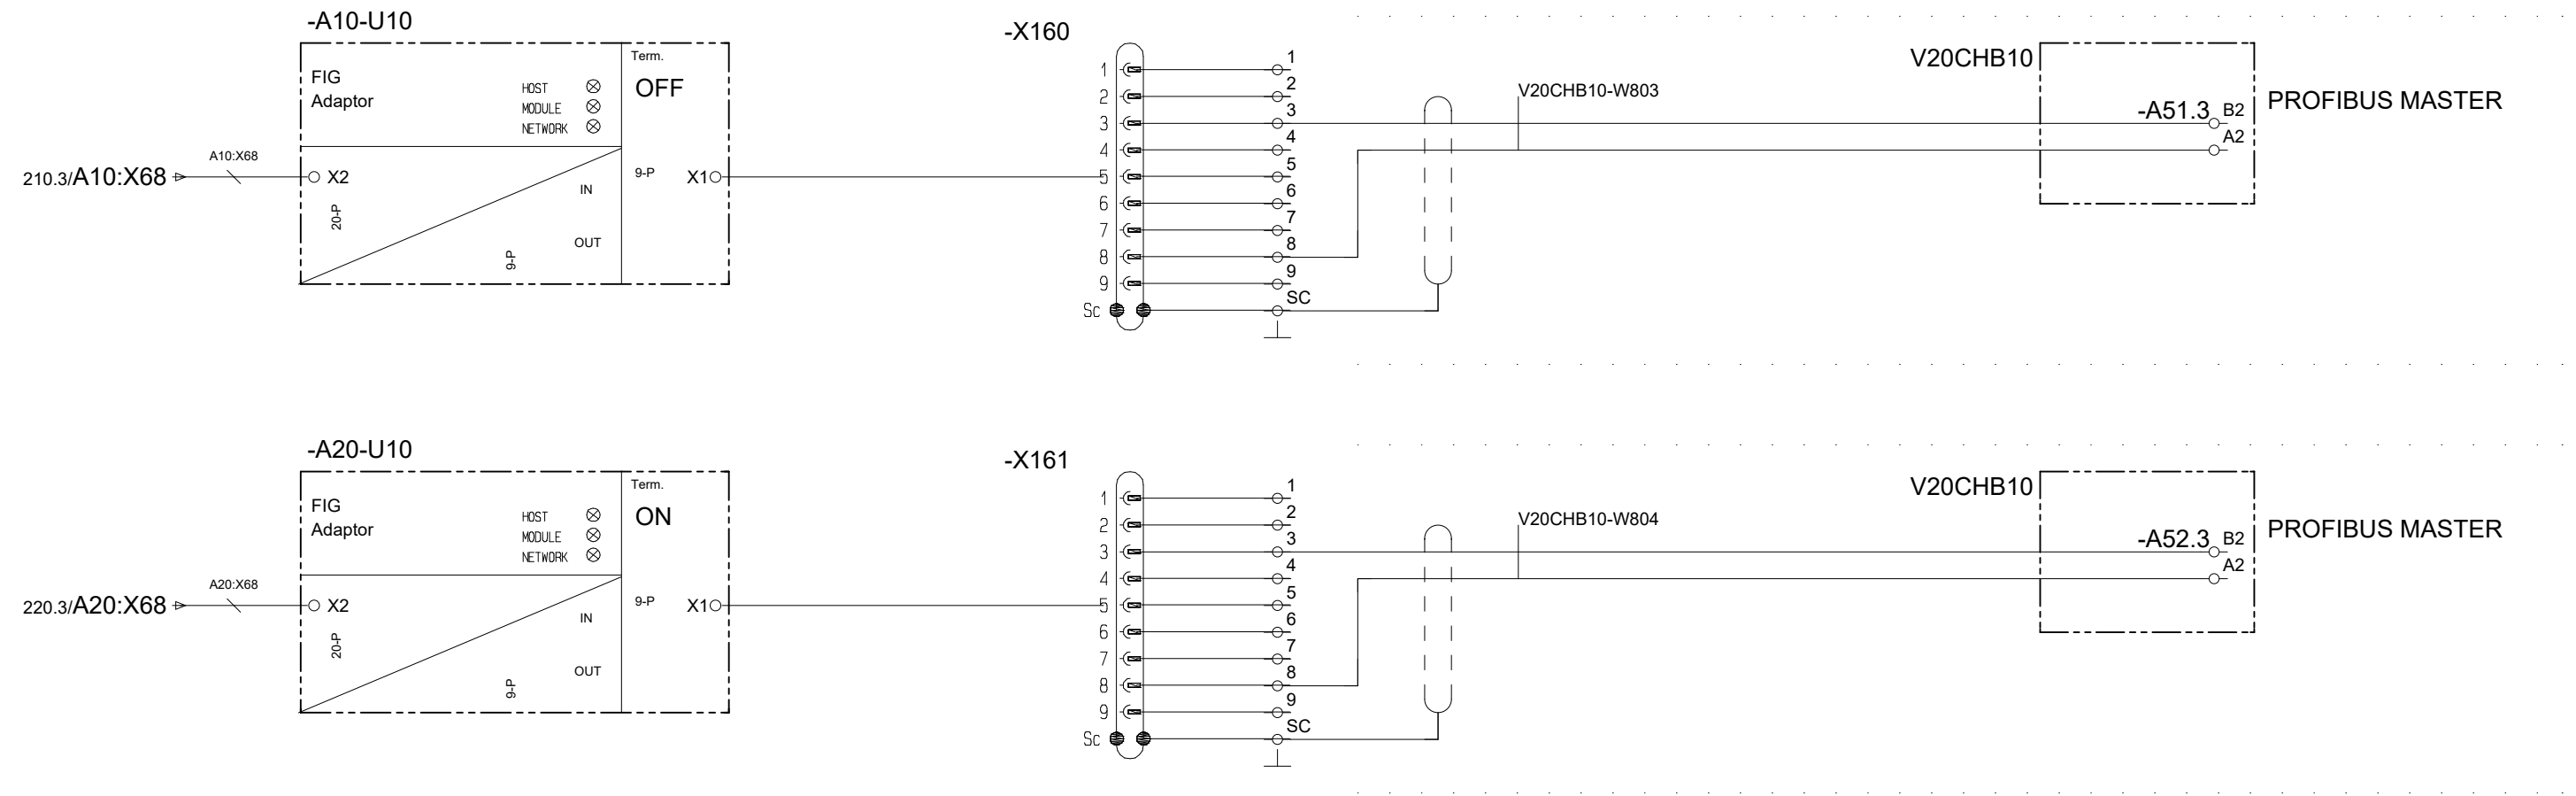 -A10-U10
FIG
Adaptor
HOST
MODULE
NETWORK
Term.
OFF
210.3/A10:X68
A10:X68
X2
20-P
IN
OUT
9-P
9-P
X1
-X160
1 1
2 2
3 3
4 4
5 5
6 6
7 7
8 8
9 9
Sc SC
V20CHB10-W803
V20CHB10
-A51.3 B2
A2
PROFIBUS MASTER
-A20-U10
FIG
Adaptor
HOST
MODULE
NETWORK
Term.
ON
220.3/A20:X68
A20:X68
X2
20-P
IN
OUT
9-P
9-P
X1
-X161
1 1
2 2
3 3
4 4
5 5
6 6
7 7
8 8
9 9
Sc SC
V20CHB10-W804
V20CHB10
-A52.3 B2
A2
PROFIBUS MASTER